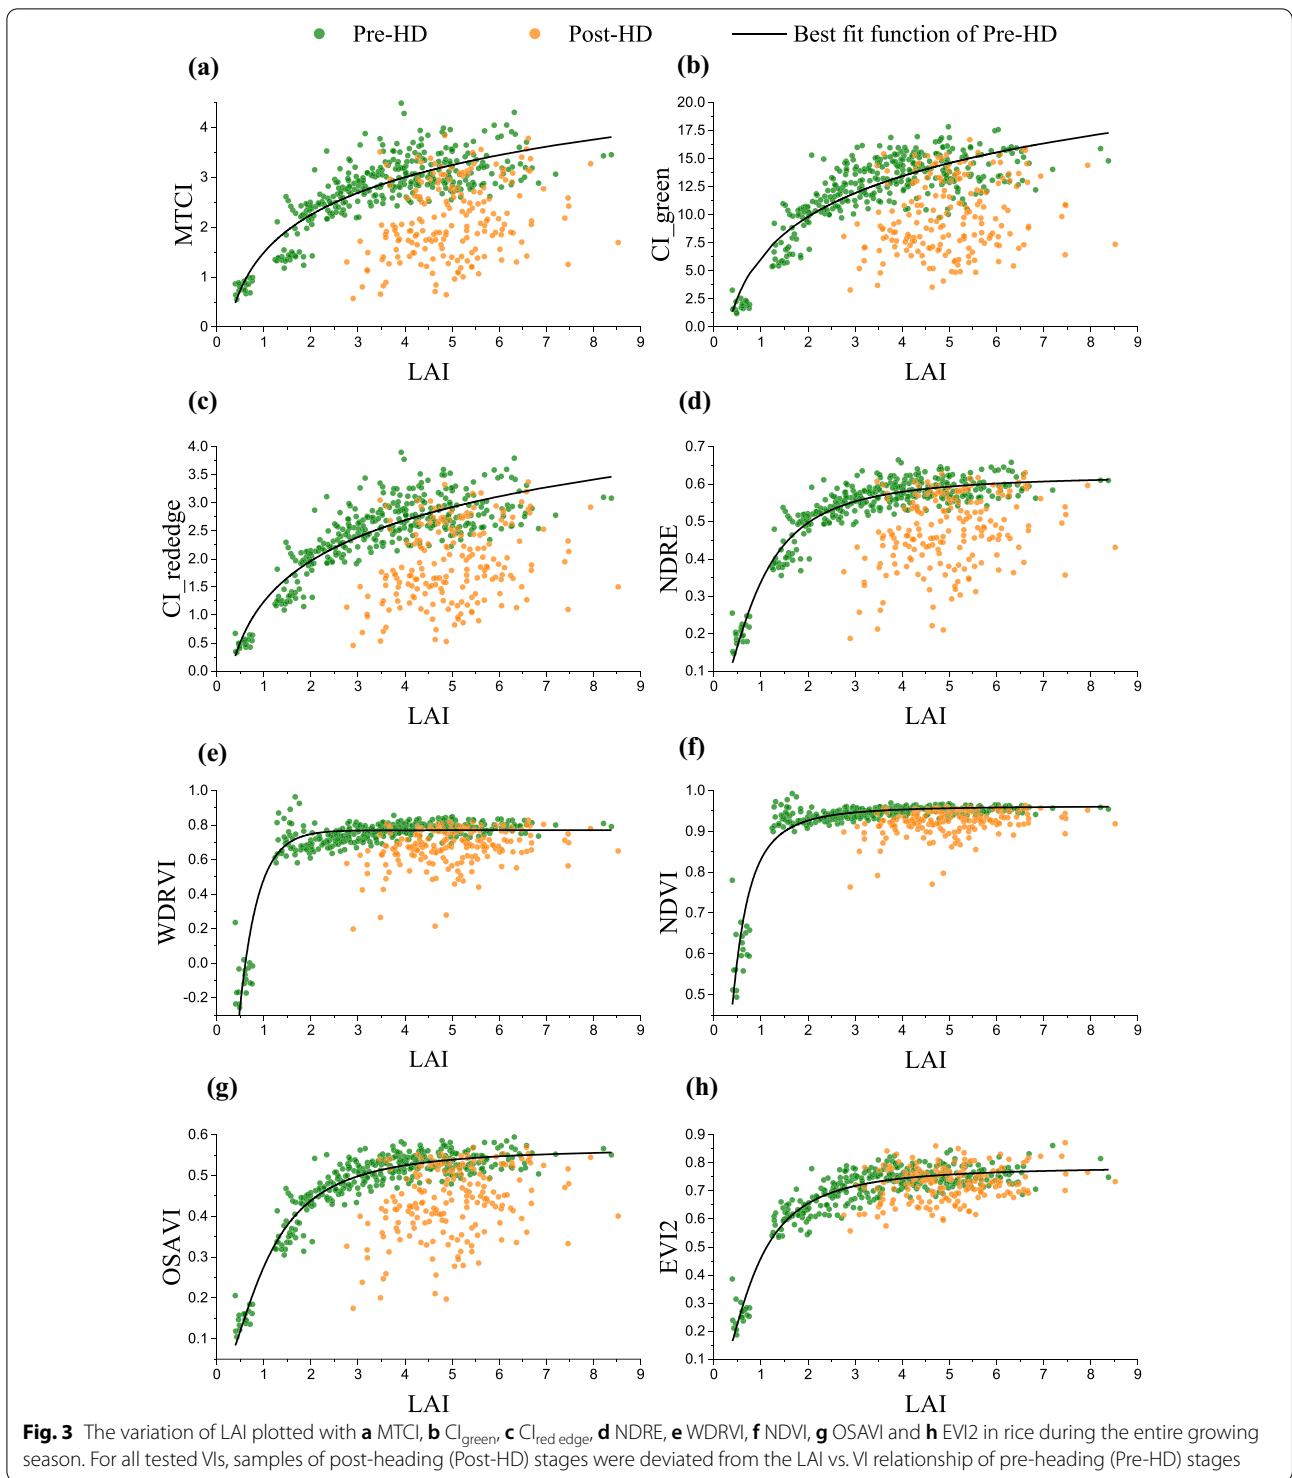 Pre-HD Post-HD Best fit function of Pre-HD
(a) (b)
MTCI
4
3
2
1
0
0 1 2 3 4 5 6 7 8 9
LAI
CI_green
20.0
17.5
15.0
12.5
10.0
7.5
5.0
2.5
0.0
0 1 2 3 4 5 6 7 8 9
LAI
(c) (d)
CI_rededge
4.0
3.5
3.0
2.5
2.0
1.5
1.0
0.5
0.0
0 1 2 3 4 5 6 7 8 9
LAI
NDRE
0.7
0.6
0.5
0.4
0.3
0.2
0.1
0 1 2 3 4 5 6 7 8 9
LAI
(e) (f)
WDRVI
1.0
0.8
0.6
0.4
0.2
0.0
-0.2
0 1 2 3 4 5 6 7 8 9
LAI
NDVI
1.0
0.9
0.8
0.7
0.6
0.5
0 1 2 3 4 5 6 7 8 9
LAI
(g) (h)
OSAVI
0.6
0.5
0.4
0.3
0.2
0.1
0 1 2 3 4 5 6 7 8 9
LAI
EVI2
0.9
0.8
0.7
0.6
0.5
0.4
0.3
0.2
0.1
0 1 2 3 4 5 6 7 8 9
LAI
Fig. 3 The variation of LAI plotted with a MTCI, b CIgreen, c CIred edge, d NDRE, e WDRVI, f NDVI, g OSAVI and h EVI2 in rice during the entire growing
season. For all tested VIs, samples of post-heading (Post-HD) stages were deviated from the LAI vs. VI relationship of pre-heading (Pre-HD) stages